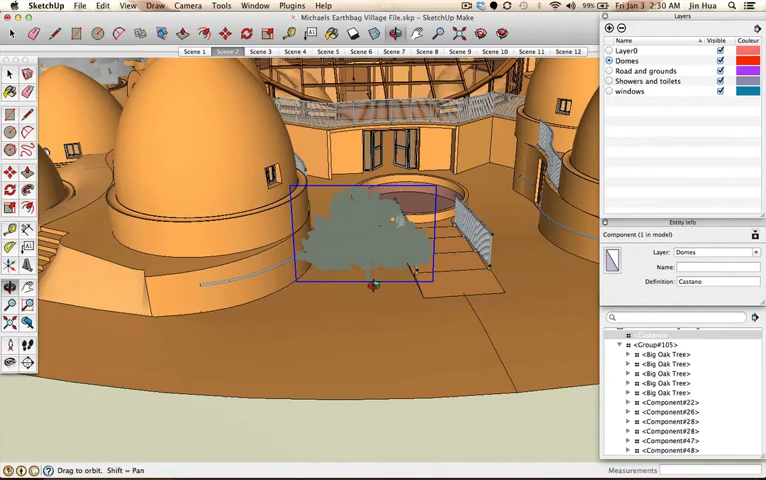 SketchUp File Edit View Draw Camera Tools Window Plugins Help 99% Fri Jan 3 2:30 AM Jin Hua
Michaels Earthbag Village File.skp - SketchUp Make
Layers
Name Visible Couleur
Layer0
Domes
Road and grounds
Showers and toilets
windows
Scene 1 Scene 2 Scene 3 Scene 4 Scene 5 Scene 6 Scene 7 Scene 8 Scene 9 Scene 10 Scene 11 Scene 12
Entity Info
Component (1 in model)
Layer: Domes
Name:
Definition: Castano
<Castano>
<Group#105>
<Big Oak Tree>
<Big Oak Tree>
<Big Oak Tree>
<Big Oak Tree>
<Big Oak Tree>
<Component#22>
<Component#26>
<Component#28>
<Component#28>
<Component#47>
<Component#48>
Drag to orbit. Shift = Pan
Measurements